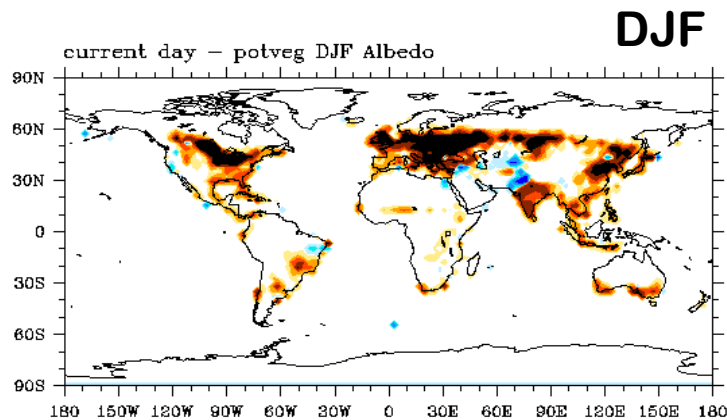 DJF
current day − potveg DJF Albedo
90N
60N
30N
0
30S
60S
90S
180 150W 120W 90W 60W 30W 0 30E 60E 90E 120E 150E 180